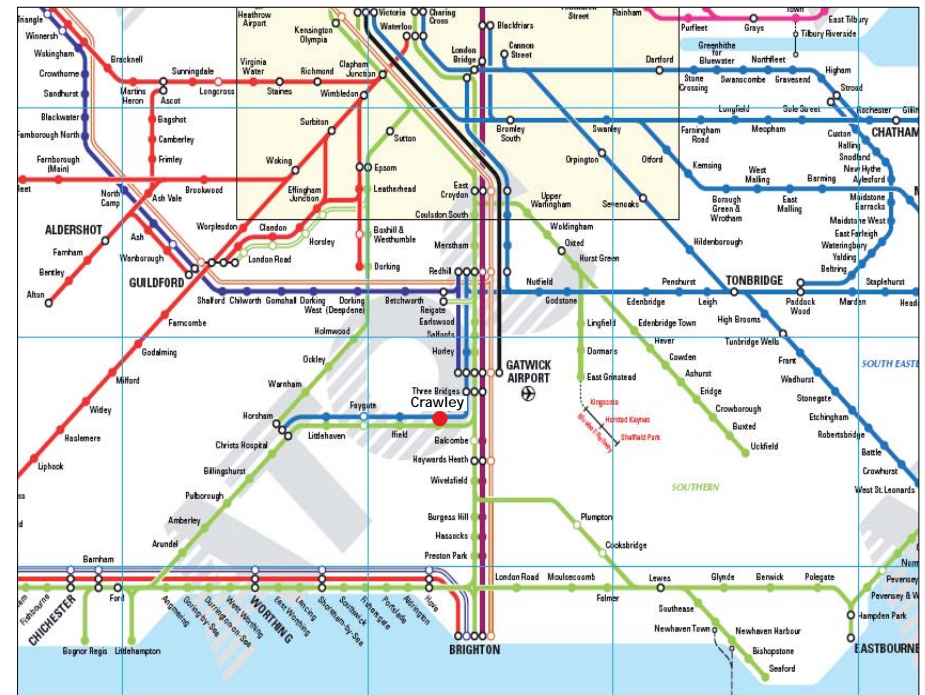 Heathrow
Airport
Kensington
Olympia
Victoria
Waterloo
Charing
Cross
Blackfriars
Cannon
Street
London
Bridge
Street
Rainham
Purfleet
Grays
Town
East Tilbury
Tilbury Riverside
Triangle
Winnersh
Wokingham
Crowthorne
Sandhurst
Blackwater
Farnborough North
Farnborough
(Main)
Bracknell
Martins
Heron
Ascot
Sunningdale
Longcross
Virginia
Water
Staines
Richmond
Clapham
Junction
Wimbledon
Bagshot
Camberley
Frimley
Surbiton
Sutton
Woking
Epsom
Leatherhead
Effingham
Junction
Boxhill &
Westhumble
Dorking
Brookwood
Ash Vale
North
Camp
Ash
Wanborough
Worplesdon
Clandon
Horsley
London Road
ALDERSHOT
Farnham
Bentley
Alton
GUILDFORD
Shalford
Chilworth
Gomshall
Dorking
West
Dorking
(Deepdene)
Betchworth
Reigate
Redhill
Merstham
Coulsdon South
East
Croydon
Earlswood
Salfords
Horley
GATWICK
AIRPORT
Three Bridges
Crawley
Dartford
Stone
Crossing
Greenhithe
for
Bluewater
Swanscombe
Northfleet
Gravesend
Higham
Strood
Rochester
CHATHAM
Bromley
South
Swanley
Farningham
Road
Longfield
Meopham
Sole Street
Cuxton
Halling
Snodland
New Hythe
Aylesford
Maidstone
Barracks
Maidstone West
East Farleigh
Wateringbury
Yalding
Beltring
Orpington
Otford
Kemsing
Borough
Green &
Wrotham
West
Malling
East
Malling
Barming
Sevenoaks
Hildenborough
Upper
Warlingham
Woldingham
Oxted
Hurst Green
Nutfield
Godstone
Edenbridge
Penshurst
Leigh
TONBRIDGE
Paddock
Wood
Marden
Staplehurst
High Brooms
Tunbridge Wells
Frant
Wadhurst
Stonegate
Etchingham
Robertsbridge
Battle
Crowhurst
West St. Leonards
Lingfield
Dormans
East Grinstead
Kingscote
Horsted Keynes
Sheffield Park
Bluebell Railway
Edenbridge Town
Hever
Cowden
Ashurst
Eridge
Crowborough
Buxted
Uckfield
SOUTHERN
Farncombe
Godalming
Milford
Witley
Haslemere
Liphook
Holmwood
Ockley
Warnham
Horsham
Faygate
Littlehaven
Ifield
Christs Hospital
Billingshurst
Pulborough
Amberley
Arundel
Balcombe
Haywards Heath
Wivelsfield
Burgess Hill
Hassocks
Preston Park
Plumpton
Cooksbridge
Barnham
Fishbourne
CHICHESTER
Ford
Bognor Regis
Littlehampton
Angmering
Goring-by-Sea
Durrington-on-Sea
West Worthing
WORTHING
East Worthing
Lancing
Shoreham-by-Sea
Southwick
Fishersgate
Portslade
Aldrington
Hove
BRIGHTON
London Road
Moulsecoomb
Falmer
Lewes
Glynde
Berwick
Polegate
Southease
Newhaven Town
Newhaven Harbour
Bishopstone
Seaford
Hampden Park
EASTBOURNE